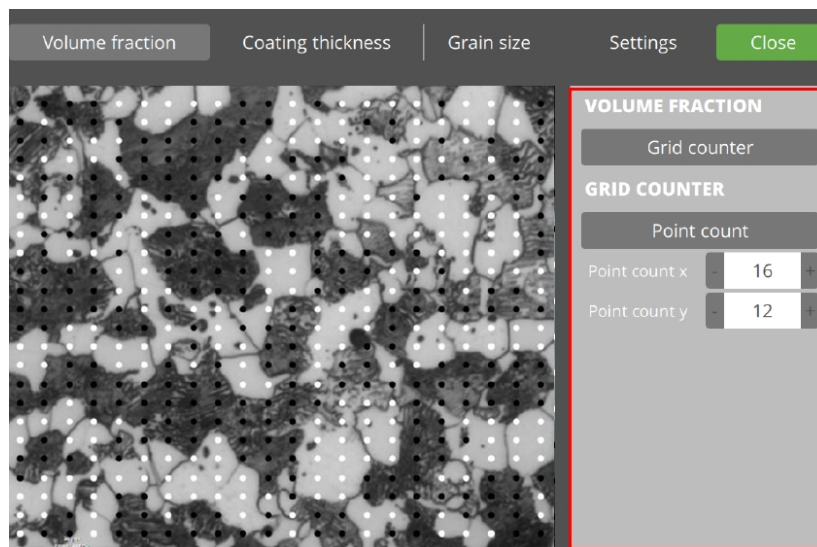 Volume fraction Coating thickness Grain size Settings Close
VOLUME FRACTION
Grid counter
GRID COUNTER
Point count
Point count x - 16 +
Point count y - 12 +